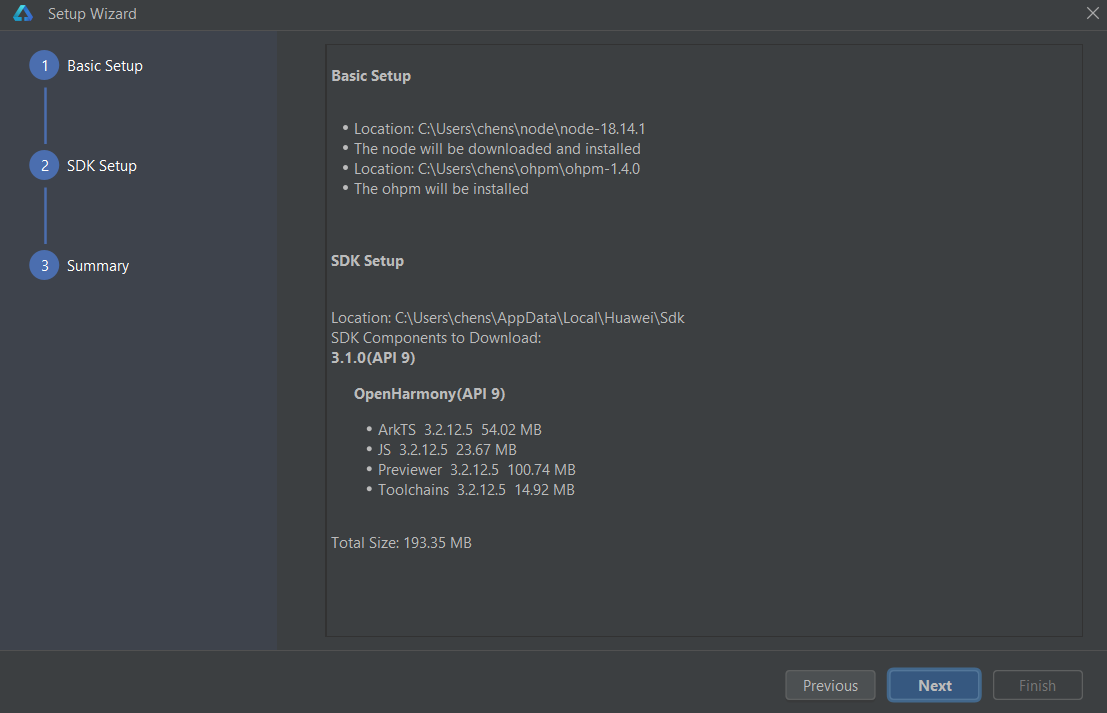 Setup Wizard
1 Basic Setup
2 SDK Setup
3 Summary
Basic Setup
• Location: C:\Users\chens\node\node-18.14.1
• The node will be downloaded and installed
• Location: C:\Users\chens\ohpm\ohpm-1.4.0
• The ohpm will be installed
SDK Setup
Location: C:\Users\chens\AppData\Local\Huawei\Sdk
SDK Components to Download:
3.1.0(API 9)
OpenHarmony(API 9)
• ArkTS 3.2.12.5 54.02 MB
• JS 3.2.12.5 23.67 MB
• Previewer 3.2.12.5 100.74 MB
• Toolchains 3.2.12.5 14.92 MB
Total Size: 193.35 MB
Previous Next Finish